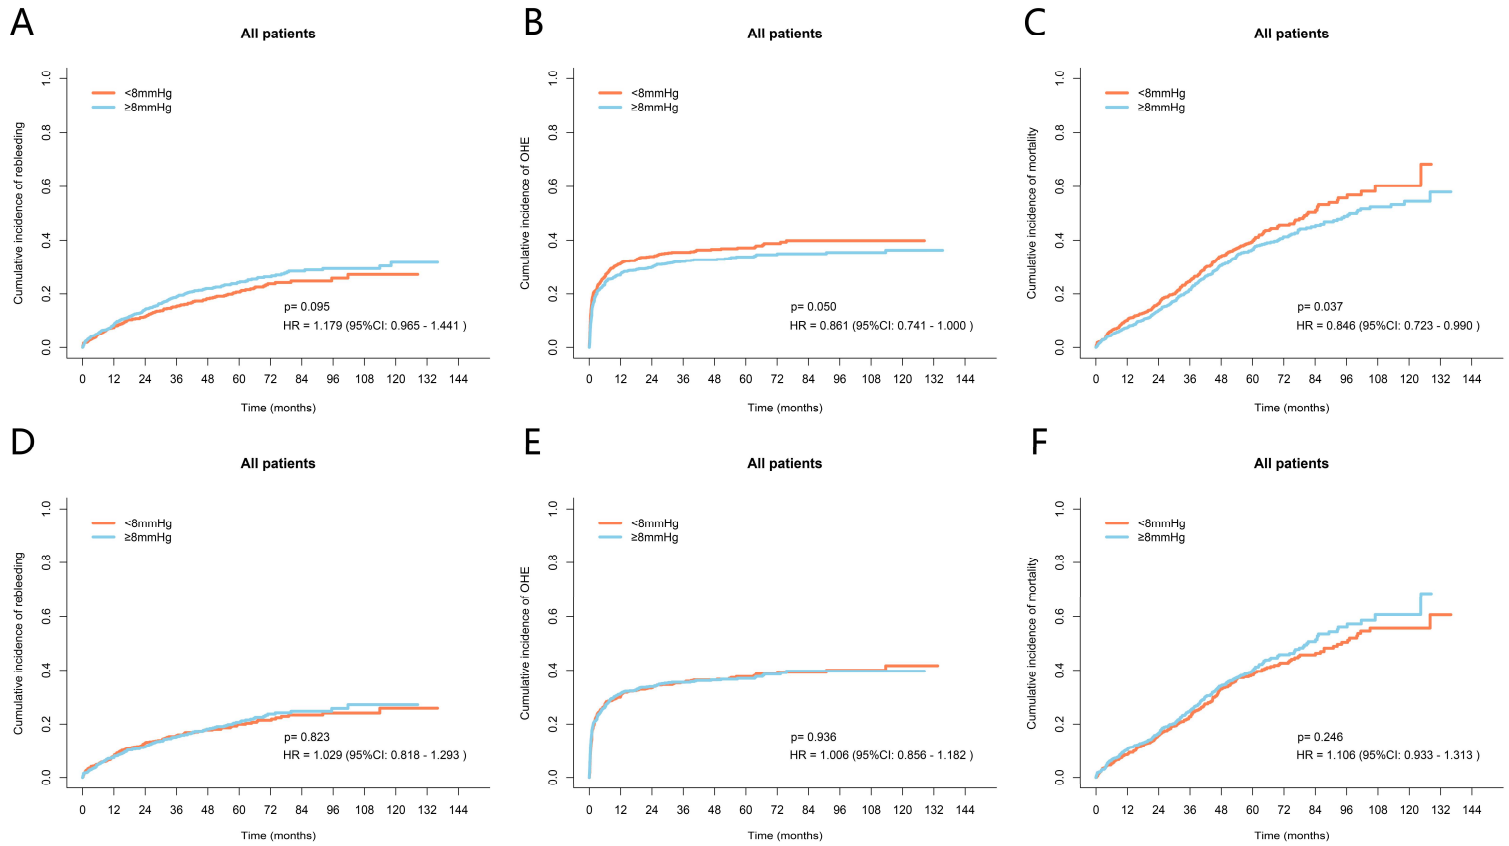 A
All patients
1.0
0.8
0.6
0.4
0.2
0.0
Cumulative incidence of rebleeding
<8mmHg
≥8mmHg
p= 0.095
HR = 1.179 (95%CI: 0.965 - 1.441 )
0 12 24 36 48 60 72 84 96 108 120 132 144
Time (months)
B
All patients
1.0
0.8
0.6
0.4
0.2
0.0
Cumulative incidence of OHE
<8mmHg
≥8mmHg
p= 0.050
HR = 0.861 (95%CI: 0.741 - 1.000 )
0 12 24 36 48 60 72 84 96 108 120 132 144
Time (months)
C
All patients
1.0
0.8
0.6
0.4
0.2
0.0
Cumulative incidence of mortality
<8mmHg
≥8mmHg
p= 0.037
HR = 0.846 (95%CI: 0.723 - 0.990 )
0 12 24 36 48 60 72 84 96 108 120 132 144
Time (months)
D
All patients
1.0
0.8
0.6
0.4
0.2
0.0
Cumulative incidence of rebleeding
<8mmHg
≥8mmHg
p= 0.823
HR = 1.029 (95%CI: 0.818 - 1.293 )
0 12 24 36 48 60 72 84 96 108 120 132 144
Time (months)
E
All patients
1.0
0.8
0.6
0.4
0.2
0.0
Cumulative incidence of OHE
<8mmHg
≥8mmHg
p= 0.936
HR = 1.006 (95%CI: 0.856 - 1.182 )
0 12 24 36 48 60 72 84 96 108 120 132 144
Time (months)
F
All patients
1.0
0.8
0.6
0.4
0.2
0.0
Cumulative incidence of mortality
<8mmHg
≥8mmHg
p= 0.246
HR = 1.106 (95%CI: 0.933 - 1.313 )
0 12 24 36 48 60 72 84 96 108 120 132 144
Time (months)